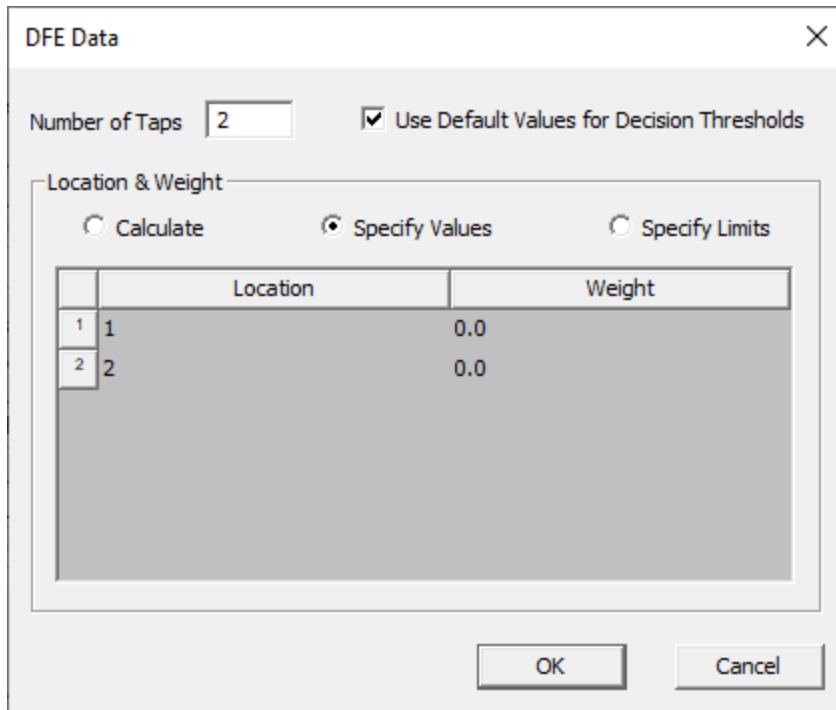 DFE Data
Number of Taps 2 Use Default Values for Decision Thresholds
Location & Weight
Calculate Specify Values Specify Limits
Location Weight
1 1 0.0
2 2 0.0
OK Cancel